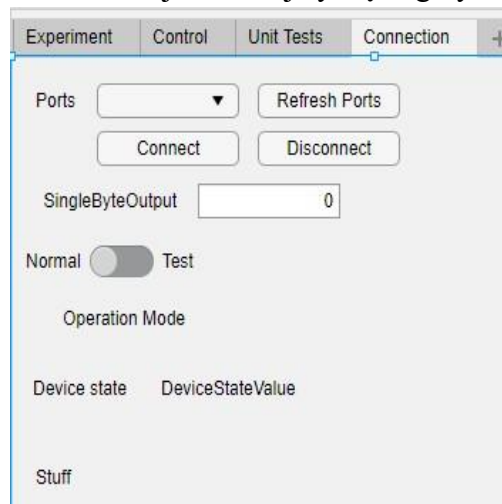 Experiment Control Unit Tests Connection +
Ports Refresh Ports
Connect Disconnect
SingleByteOutput 0
Normal Test
Operation Mode
Device state DeviceStateValue
Stuff